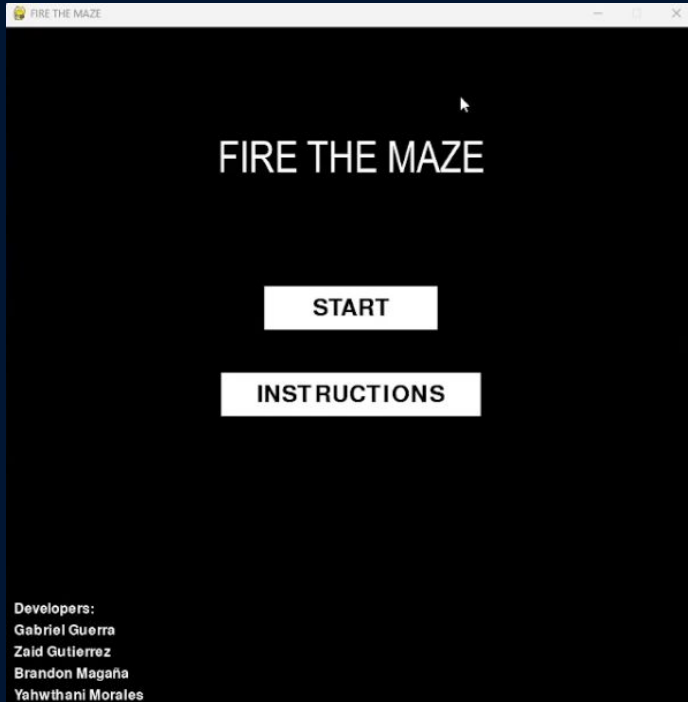 FIRE THE MAZE
FIRE THE MAZE
START
INSTRUCTIONS
Developers:
Gabriel Guerra
Zaid Gutierrez
Brandon Magaña
Yahwthani Morales